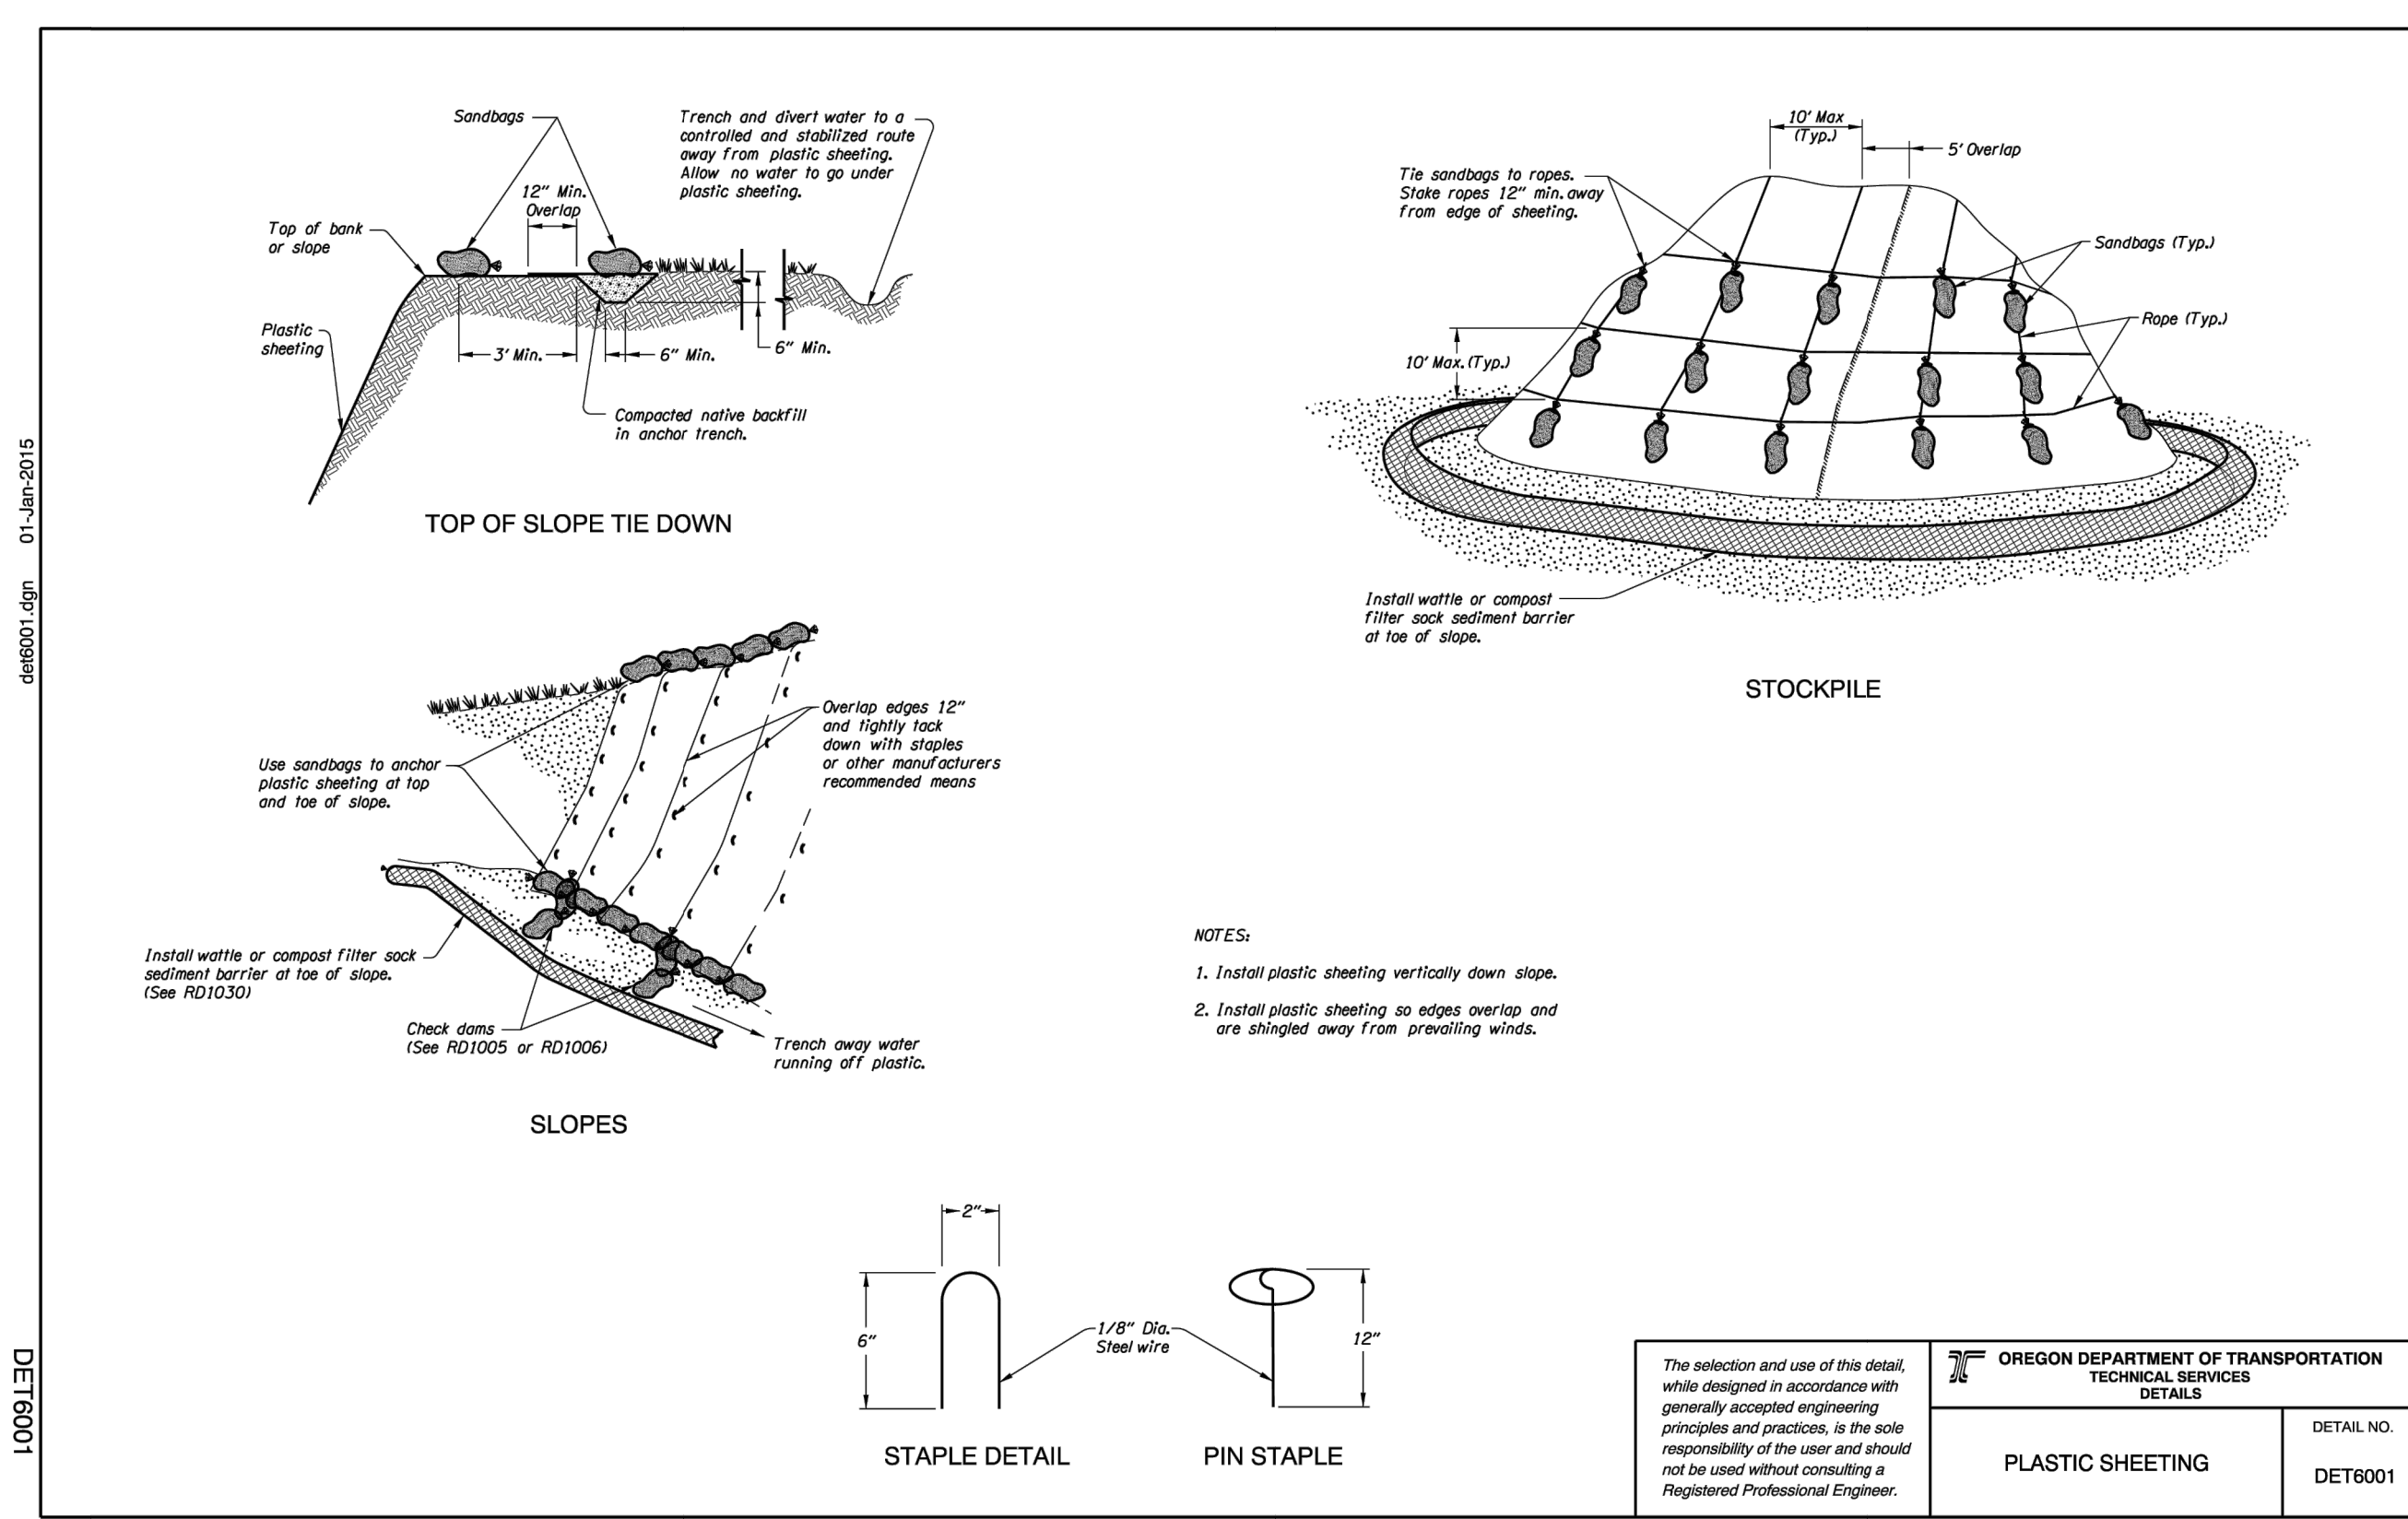 Sandbags
Trench and divert water to a
controlled and stabilized route
away from plastic sheeting.
Allow no water to go under
plastic sheeting.
12" Min.
Overlap
Top of bank
or slope
Plastic
sheeting
3' Min.
6" Min.
6" Min.
Compacted native backfill
in anchor trench.
TOP OF SLOPE TIE DOWN
10' Max
(Typ.)
5' Overlap
Tie sandbags to ropes.
Stake ropes 12" min. away
from edge of sheeting.
Sandbags (Typ.)
Rope (Typ.)
10' Max. (Typ.)
Install wattle or compost
filter sock sediment barrier
at toe of slope.
STOCKPILE
Overlap edges 12"
and tightly tack
down with staples
or other manufacturers
recommended means
Use sandbags to anchor
plastic sheeting at top
and toe of slope.
Install wattle or compost filter sock
sediment barrier at toe of slope.
(See RD1030)
Check dams
(See RD1005 or RD1006)
Trench away water
running off plastic.
SLOPES
NOTES:
1. Install plastic sheeting vertically down slope.
2. Install plastic sheeting so edges overlap and
are shingled away from prevailing winds.
2"
6"
1/8" Dia.
Steel wire
12"
STAPLE DETAIL
PIN STAPLE
The selection and use of this detail,
while designed in accordance with
generally accepted engineering
principles and practices, is the sole
responsibility of the user and should
not be used without consulting a
Registered Professional Engineer.
OREGON DEPARTMENT OF TRANSPORTATION
TECHNICAL SERVICES
DETAILS
PLASTIC SHEETING
DETAIL NO.
DET6001
det6001.dgn 01-Jan-2015
DET6001